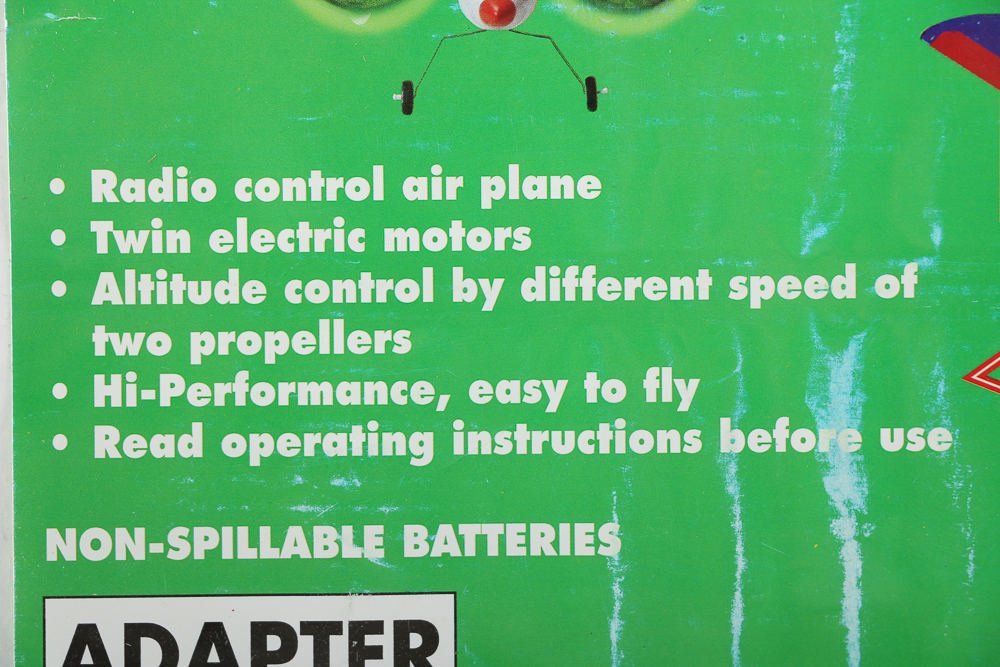 • Radio control air plane
• Twin electric motors
• Altitude control by different speed of
two propellers
• Hi-Performance, easy to fly
• Read operating instructions before use
NON-SPILLABLE BATTERIES
ADAPTER